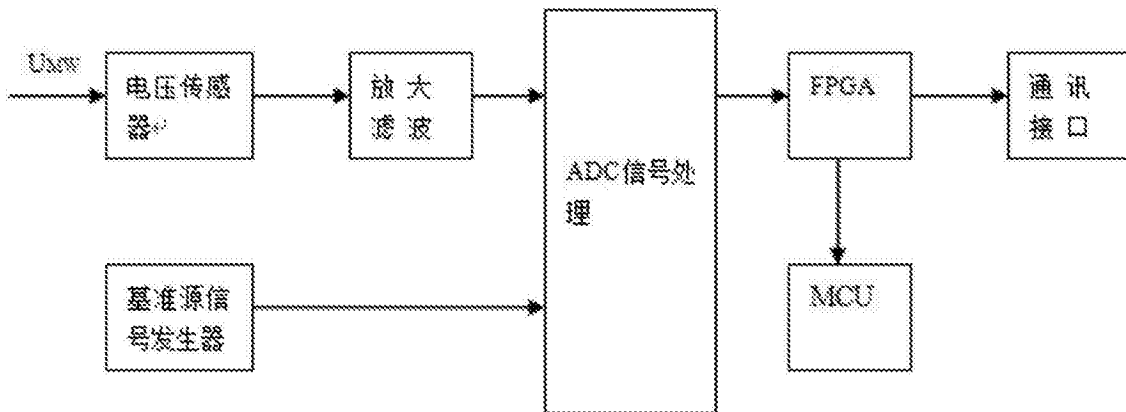 电压传感
器
放 大
滤 波
ADC信号处
理
FPGA
通 讯
接 口
基准源信
号发生器
MCU